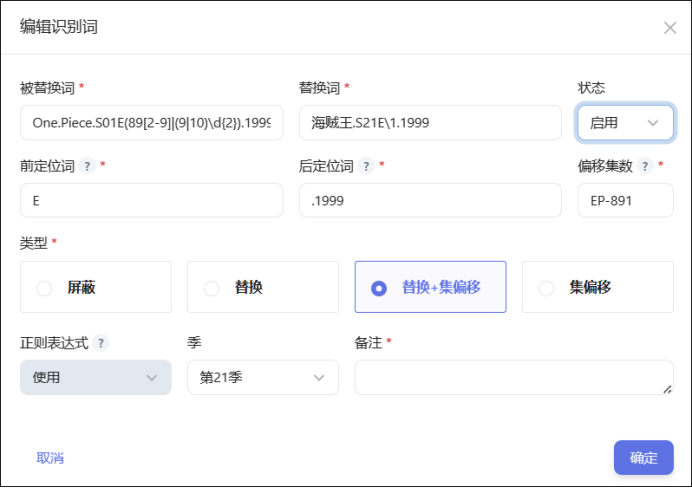 编辑识别词
被替换词 * 替换词 * 状态
One.Piece.S01E(89[2-9]|(9|10)\d{2}).1999 海贼王.S21E\1.1999 启用
前定位词 ? * 后定位词 ? * 偏移集数 ? *
E .1999 EP-891
类型 *
屏蔽 替换 替换+集偏移 集偏移
正则表达式 ? 季 备注 *
使用 第21季
取消 确定